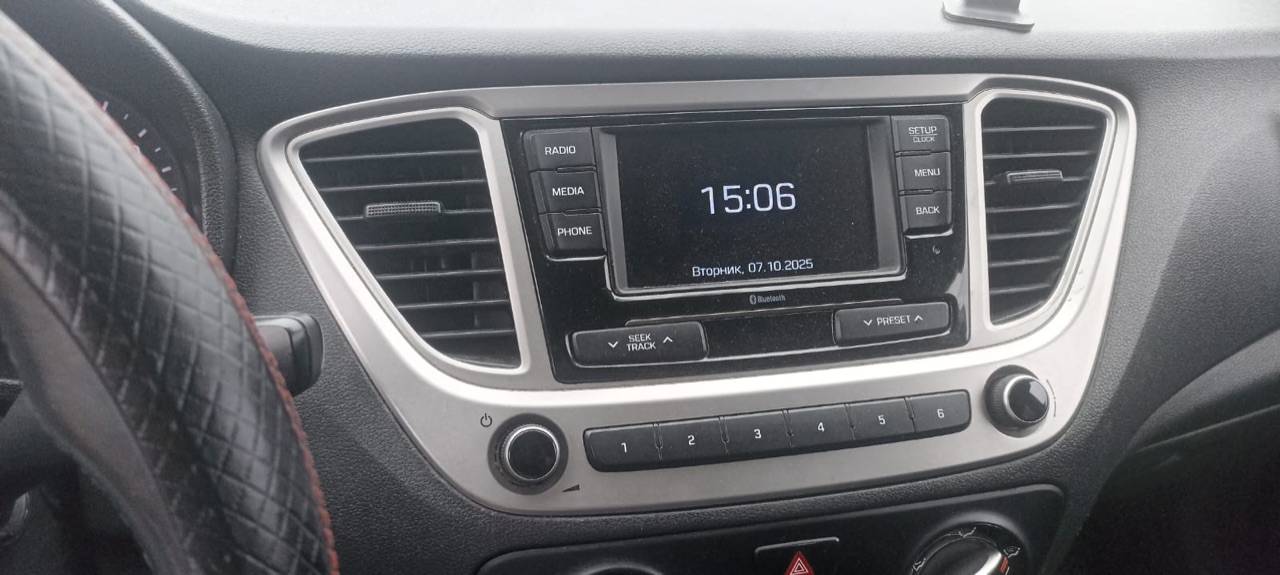 RADIO
MEDIA
PHONE
15:06
Вторник, 07.10.2025
SETUP
CLOCK
MENU
BACK
Bluetooth
SEEK
TRACK
PRESET
1 2 3 4 5 6